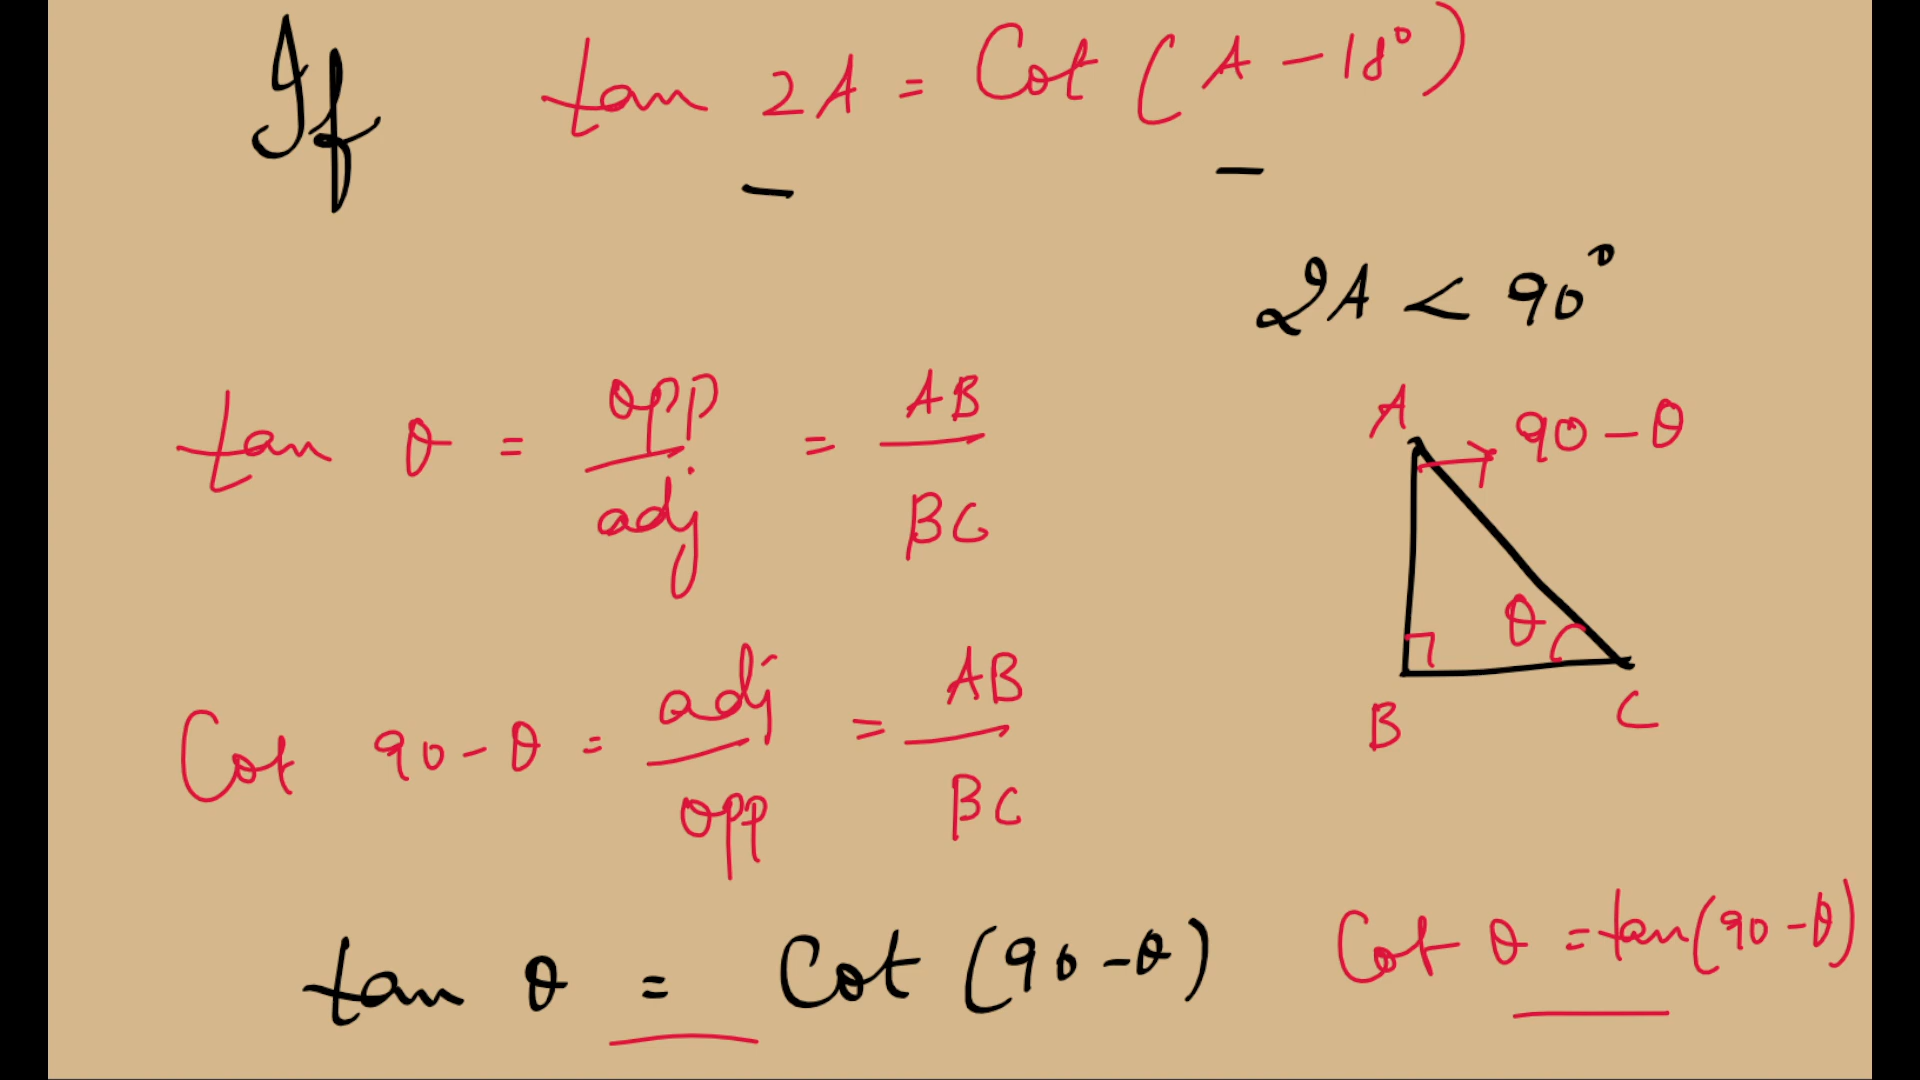 If tan 2A = Cot (A - 18°)
2A < 90°
tan θ = opp/adj = AB/BC
A → 90 - θ
θ
B C
Cot 90 - θ = adj/opp = AB/BC
tan θ = Cot (90 - θ)
Cot θ = tan (90 - θ)